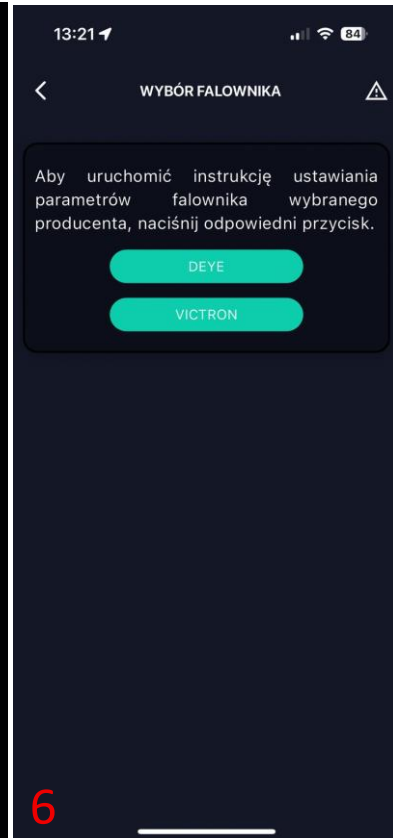 13:21
84
WYBÓR FALOWNIKA
Aby uruchomić instrukcję ustawiania
parametrów falownika wybranego
producenta, naciśnij odpowiedni przycisk.
DEYE
VICTRON
6